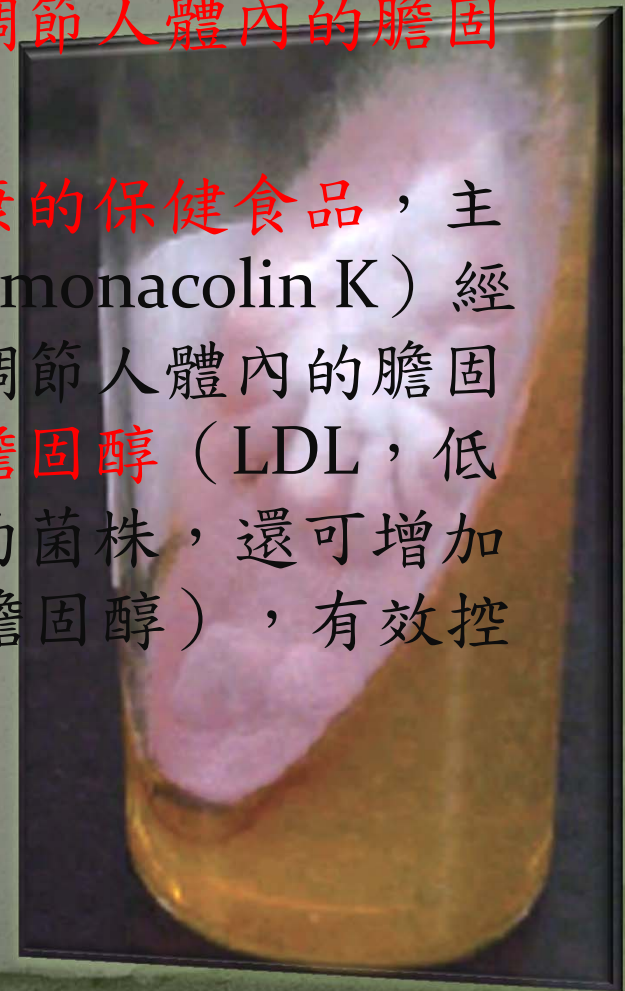 調節人體內的膽固
康的保健食品，主
monacolin K）經
調節人體內的膽固
膽固醇（LDL，低
的菌株，還可增加
膽固醇），有效控